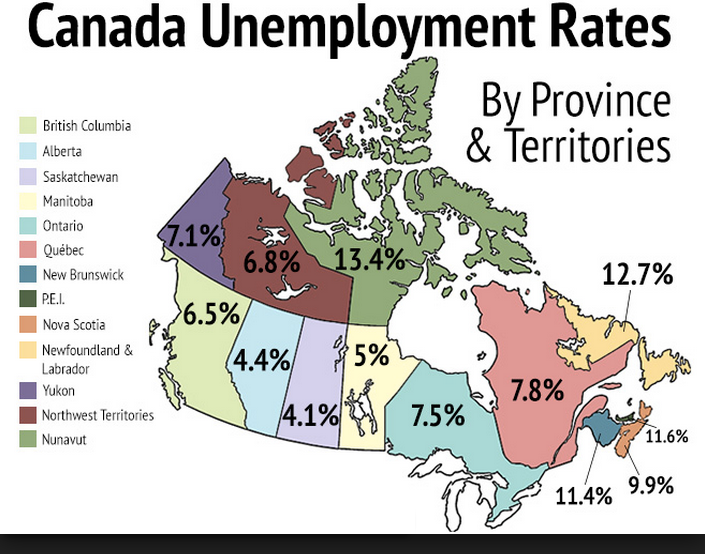 Canada Unemployment Rates
By Province
& Territories
British Columbia
Alberta
Saskatchewan
Manitoba
Ontario
Québec
New Brunswick
P.E.I.
Nova Scotia
Newfoundland &
Labrador
Yukon
Northwest Territories
Nunavut
7.1%
6.8%
13.4%
12.7%
6.5%
4.4%
5%
4.1%
7.5%
7.8%
11.6%
9.9%
11.4%